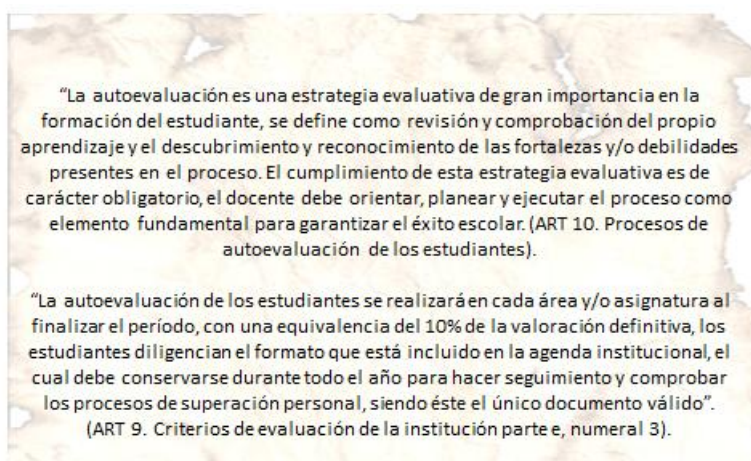 “La autoevaluación es una estrategia evaluativa de gran importancia en la
formación del estudiante, se define como revisión y comprobación del propio
aprendizaje y el descubrimiento y reconocimiento de las fortalezas y/o debilidades
presentes en el proceso. El cumplimiento de esta estrategia evaluativa es de
carácter obligatorio, el docente debe orientar, planear y ejecutar el proceso como
elemento fundamental para garantizar el éxito escolar. (ART 10. Procesos de
autoevaluación de los estudiantes).
“La autoevaluación de los estudiantes se realizará en cada área y/o asignatura al
finalizar el período, con una equivalencia del 10% de la valoración definitiva, los
estudiantes diligencian el formato que está incluido en la agenda institucional, el
cual debe conservarse durante todo el año para hacer seguimiento y comprobar
los procesos de superación personal, siendo éste el único documento válido”.
(ART 9. Criterios de evaluación de la institución parte e, numeral 3).